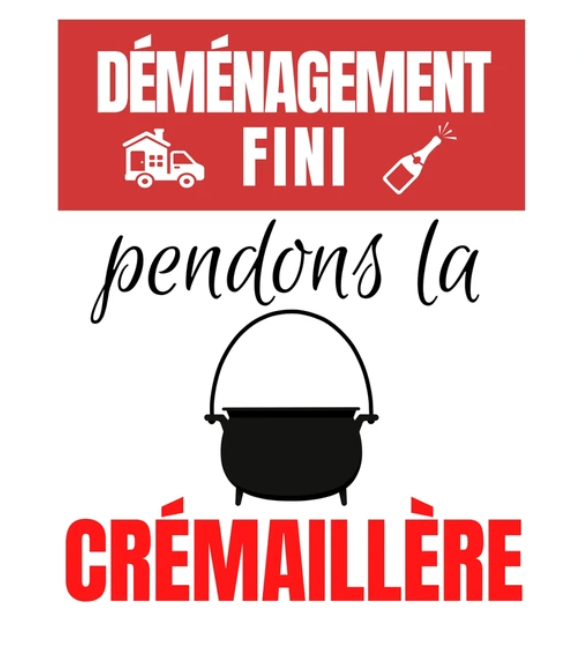 DÉMÉNAGEMENT
FINI
pendons la
CRÉMAILLÈRE